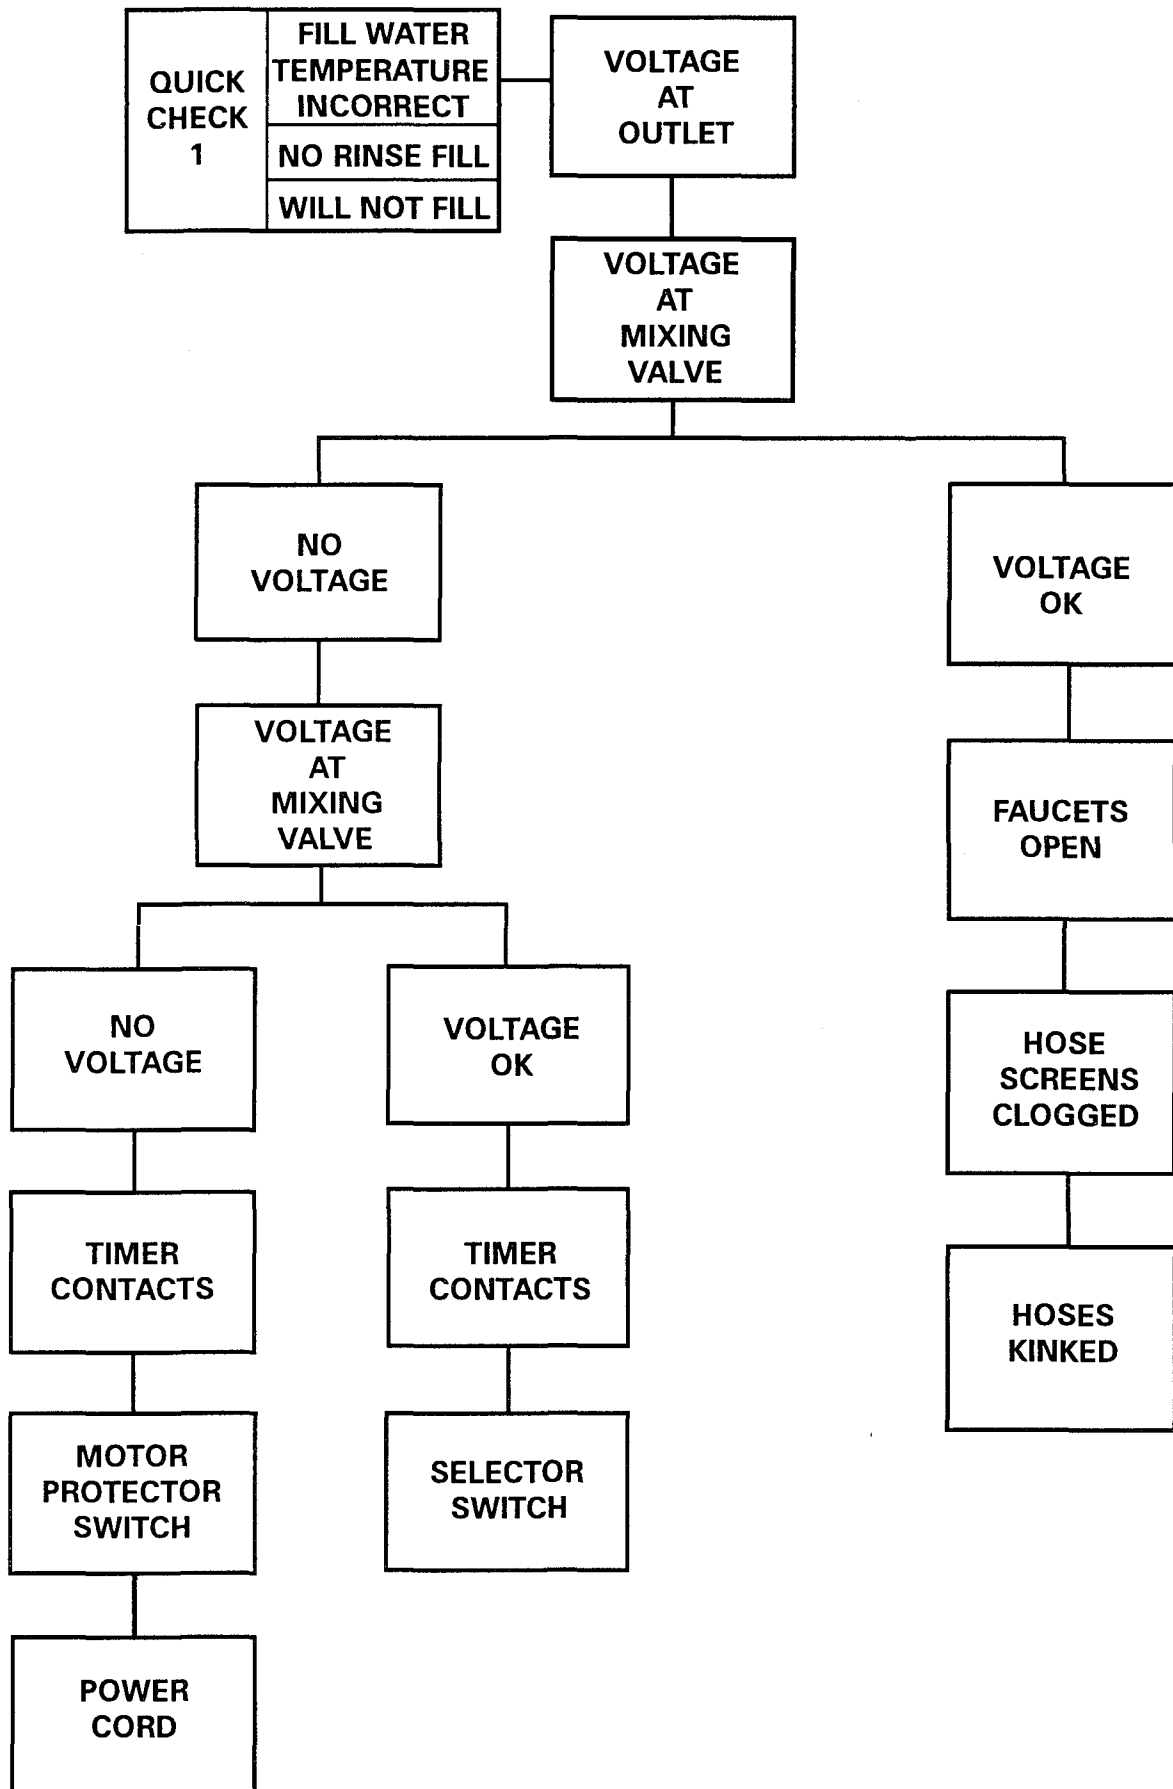 QUICK
CHECK
1
FILL WATER
TEMPERATURE
INCORRECT
NO RINSE FILL
WILL NOT FILL
VOLTAGE
AT
OUTLET
VOLTAGE
AT
MIXING
VALVE
NO
VOLTAGE
VOLTAGE
OK
VOLTAGE
AT
MIXING
VALVE
FAUCETS
OPEN
NO
VOLTAGE
VOLTAGE
OK
HOSE
SCREENS
CLOGGED
TIMER
CONTACTS
TIMER
CONTACTS
HOSES
KINKED
MOTOR
PROTECTOR
SWITCH
SELECTOR
SWITCH
POWER
CORD